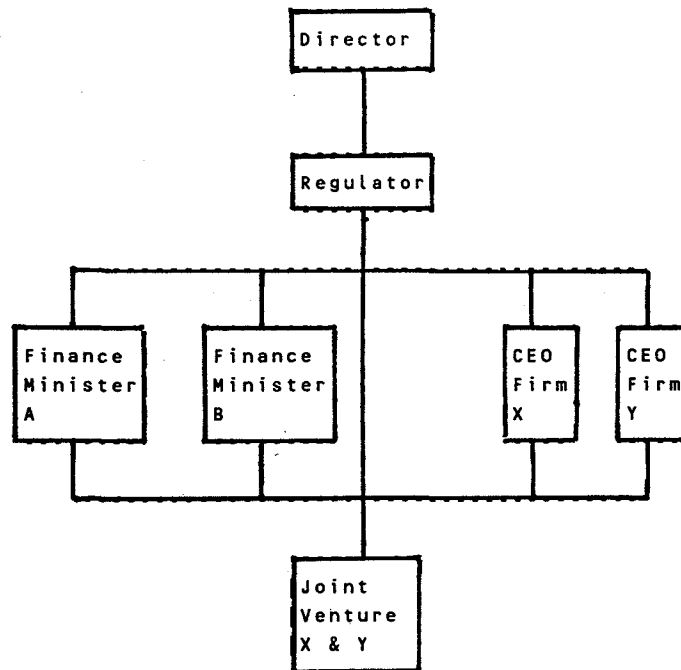 Director
Regulator
Finance
Minister
A
Finance
Minister
B
CEO
Firm
X
CEO
Firm
Y
Joint
Venture
X & Y